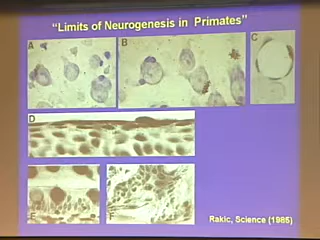 "Limits of Neurogenesis in Primates"
A
B
C
D
E
Rakic, Science (1985)